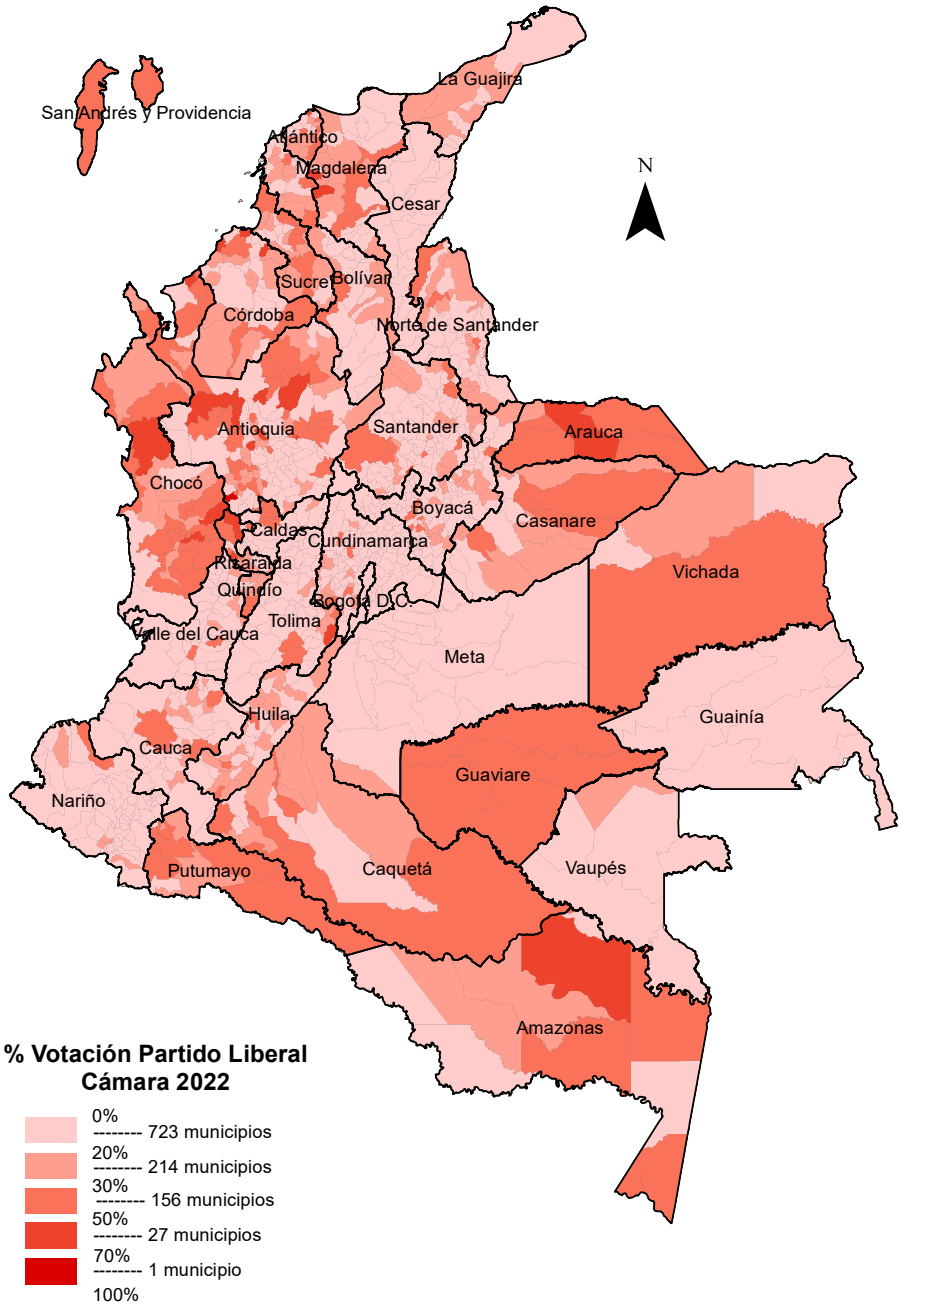 La Guajira
San Andrés y Providencia
Atlántico
N
Magdalena
Cesar
Sucre
Bolívar
Córdoba
Norte de Santander
Antioquia
Santander
Arauca
Chocó
Boyacá
Casanare
Caldas
Cundinamarca
Risaralda
Vichada
Quindío
Bogotá D.C.
Tolima
Valle del Cauca
Meta
Huila
Guainía
Cauca
Guaviare
Nariño
Caquetá
Vaupés
Putumayo
Amazonas
% Votación Partido Liberal
Cámara 2022
0%
-------- 723 municipios
20%
-------- 214 municipios
30%
-------- 156 municipios
50%
-------- 27 municipios
70%
-------- 1 municipio
100%